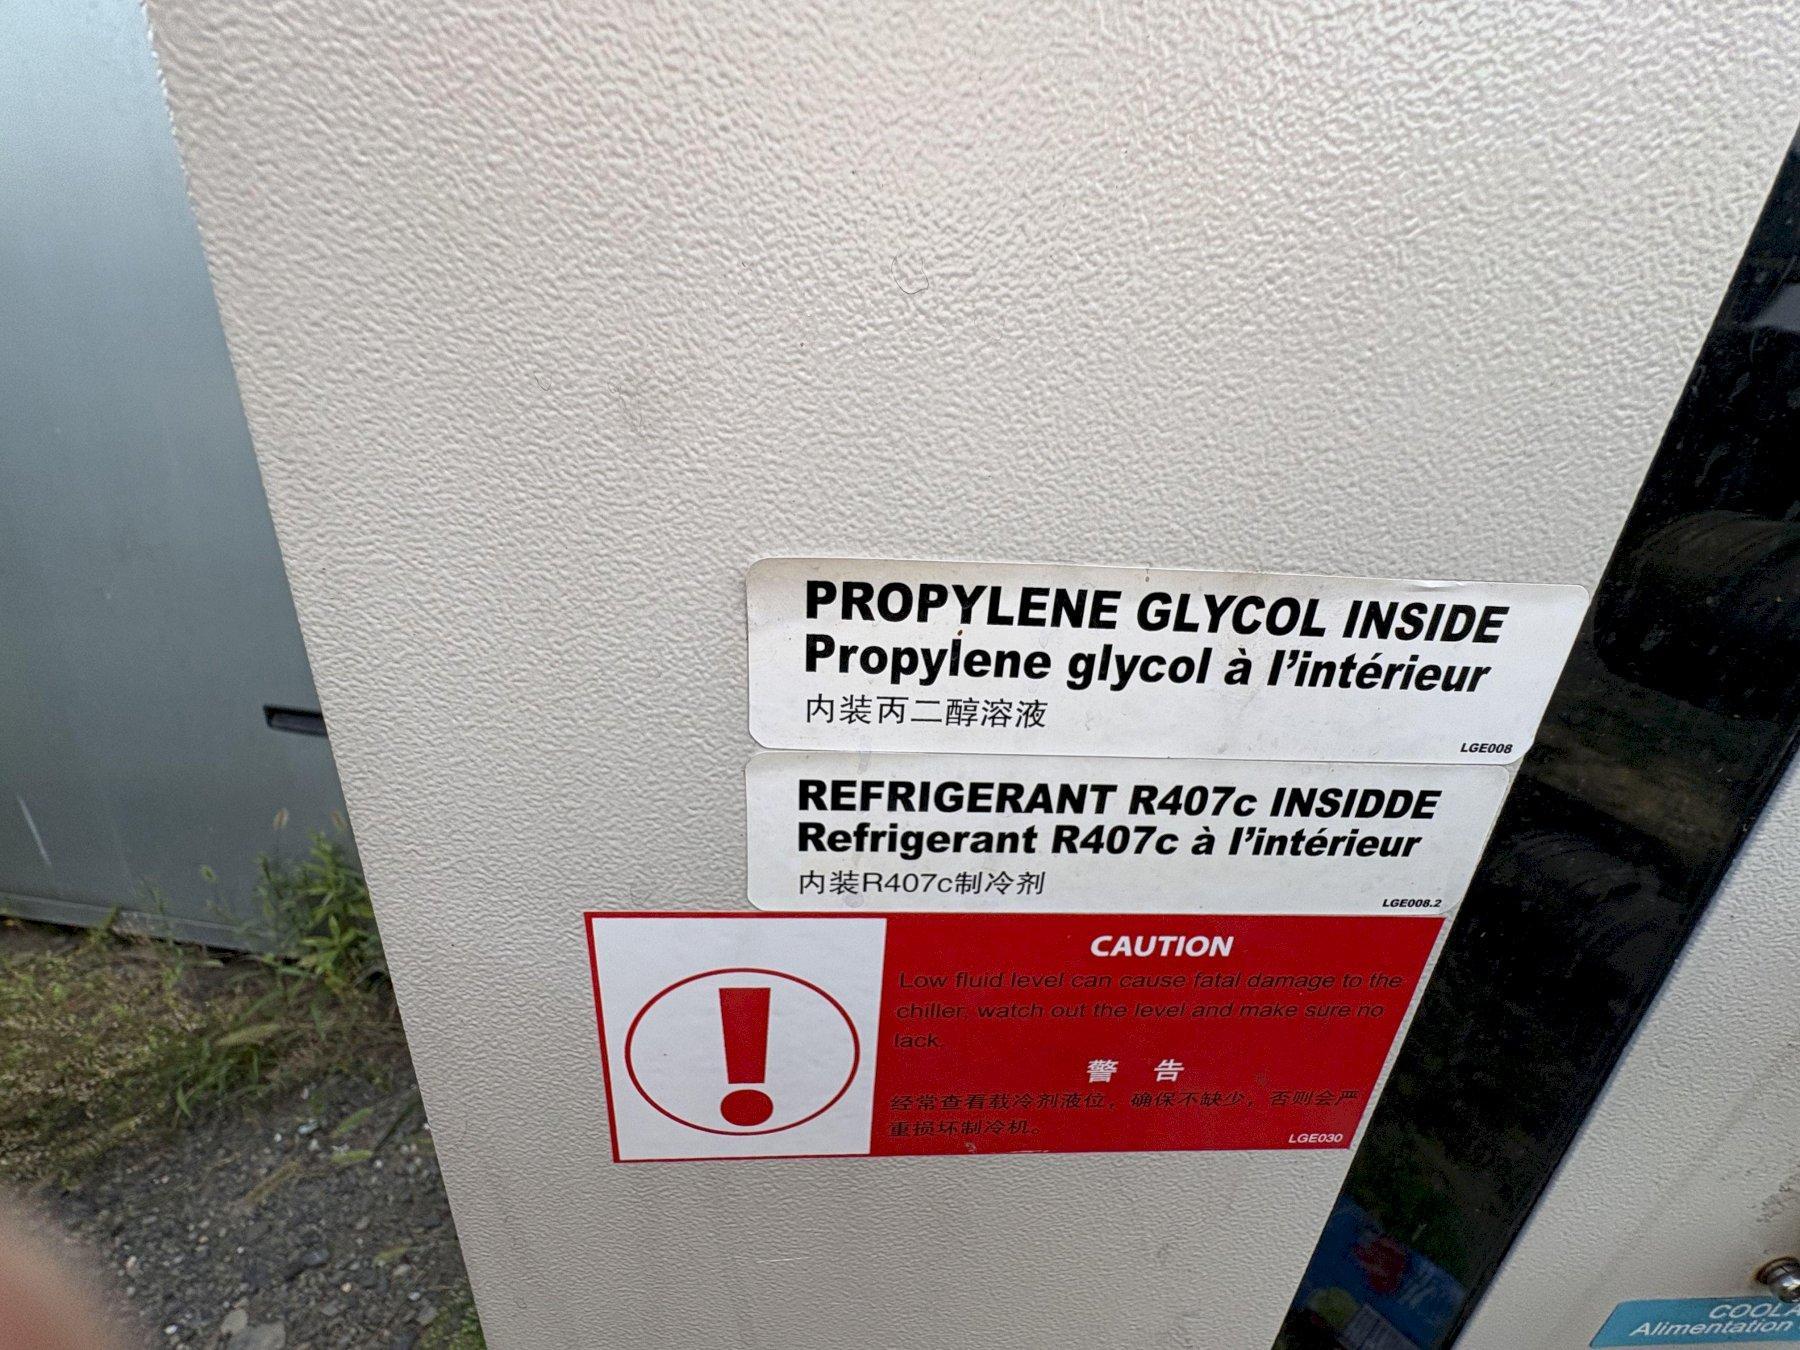 PROPYLENE GLYCOL INSIDE
Propylene glycol à l'intérieur
内装丙二醇溶液
LGE008
REFRIGERANT R407c INSIDDE
Refrigerant R407c à l'intérieur
内装R407c制冷剂
LGE008.2
CAUTION
Low fluid level can cause fatal damage to the
chiller, watch out the level and make sure no
lack.
警 告
经常查看载冷剂液位，确保不缺少，否则会严
重损坏制冷机。
LGE030
Alimentation